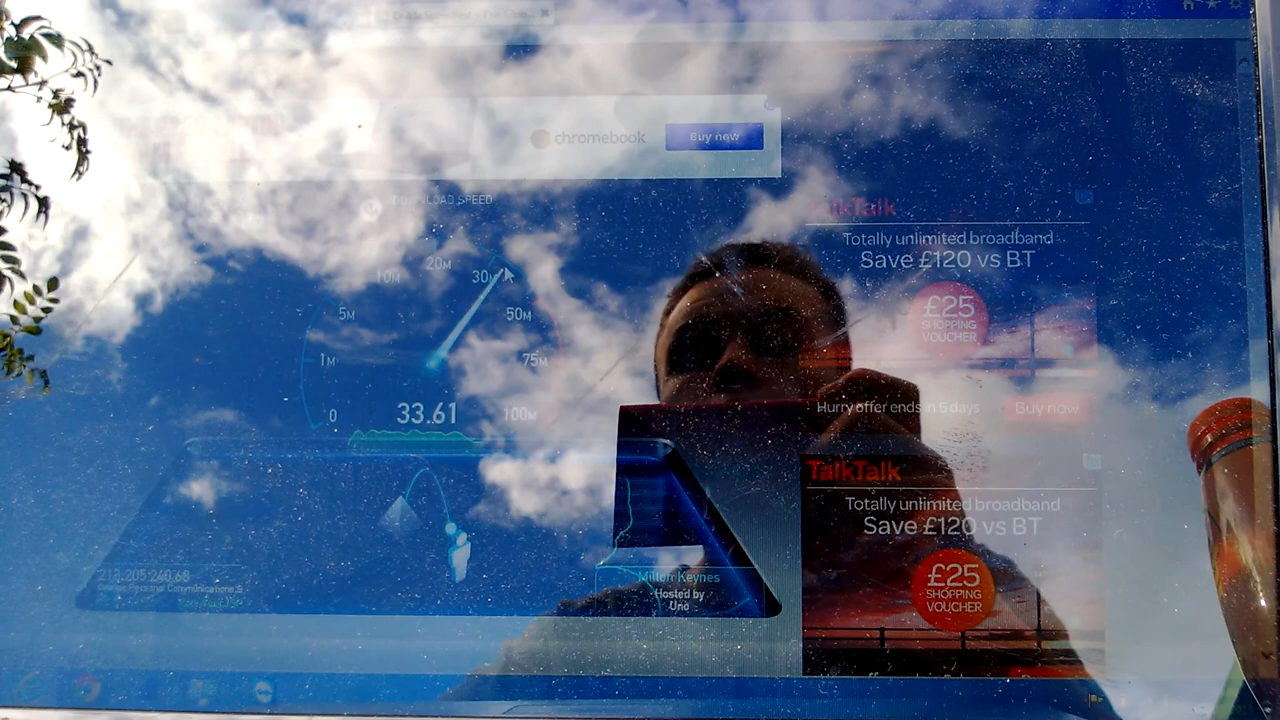 chromebook
Buy now
DOWNLOAD SPEED
TalkTalk
Totally unlimited broadband
Save £120 vs BT
£25
SHOPPING
VOUCHER
Hurry offer ends in 5 days
Buy now
0
1M
5M
10M
20M
30M
50M
75M
100M
33.61
TalkTalk
Totally unlimited broadband
Save £120 vs BT
£25
SHOPPING
VOUCHER
Milton Keynes
Hosted by
Uno